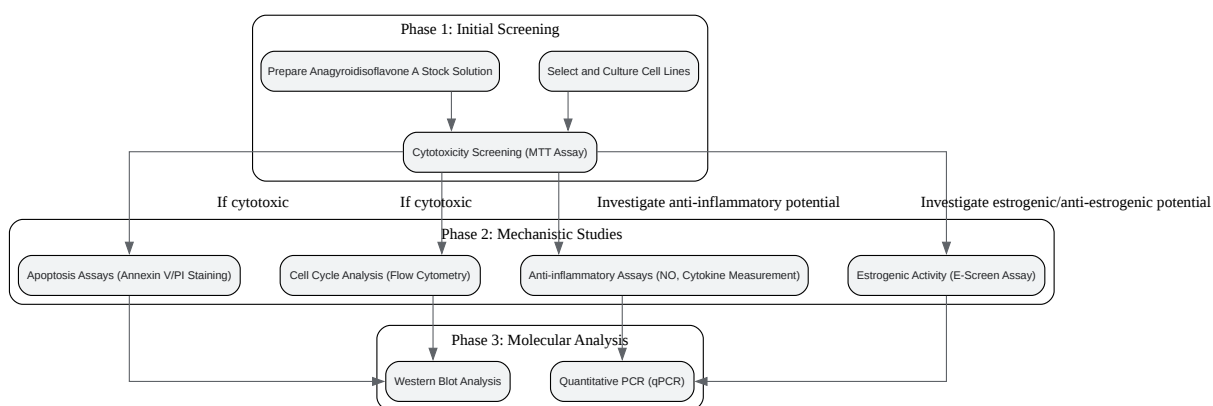 Phase 1: Initial Screening
Prepare Anagyroidisoflavone A Stock Solution
Select and Culture Cell Lines
Cytotoxicity Screening (MTT Assay)
If cytotoxic
If cytotoxic
Investigate anti-inflammatory potential
Investigate estrogenic/anti-estrogenic potential
Phase 2: Mechanistic Studies
Apoptosis Assays (Annexin V/PI Staining)
Cell Cycle Analysis (Flow Cytometry)
Anti-inflammatory Assays (NO, Cytokine Measurement)
Estrogenic Activity (E-Screen Assay)
Phase 3: Molecular Analysis
Western Blot Analysis
Quantitative PCR (qPCR)